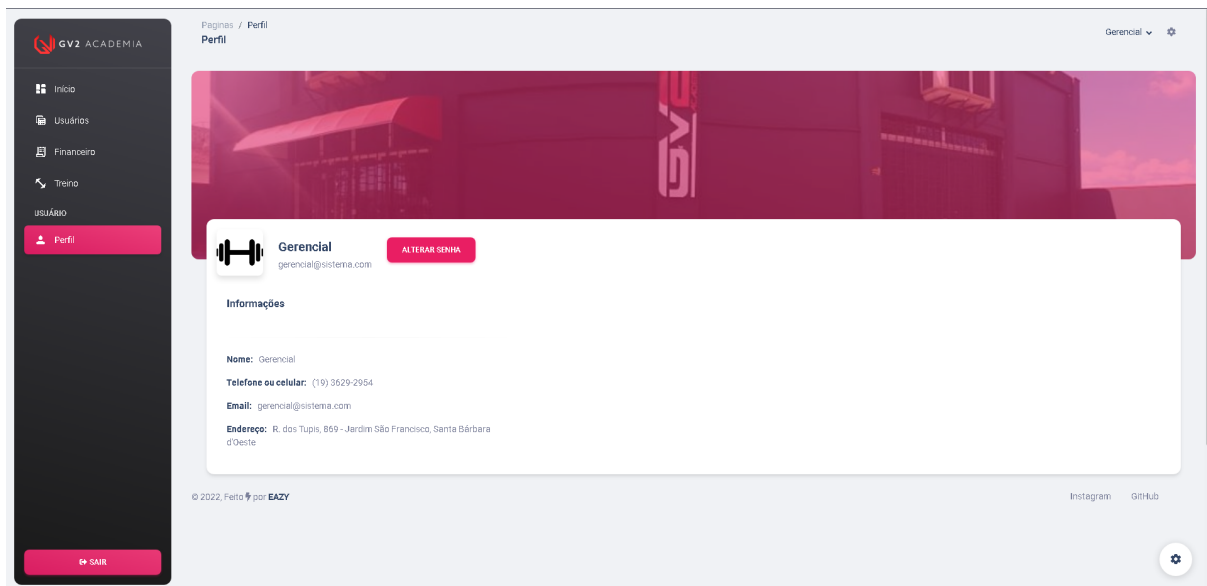 GV2 ACADEMIA
Início
Usuários
Financeiro
Treino
USUÁRIO
Perfil
SAIR
Paginas / Perfil
Perfil
Gerencial
GV2
Gerencial
gerencial@sistema.com
ALTERAR SENHA
Informações
Nome: Gerencial
Telefone ou celular: (19) 3629-2954
Email: gerencial@sistema.com
Endereço: R. dos Tupis, 869 - Jardim São Francisco, Santa Bárbara
d'Oeste
© 2022, Feito por EAZY
Instagram GitHub